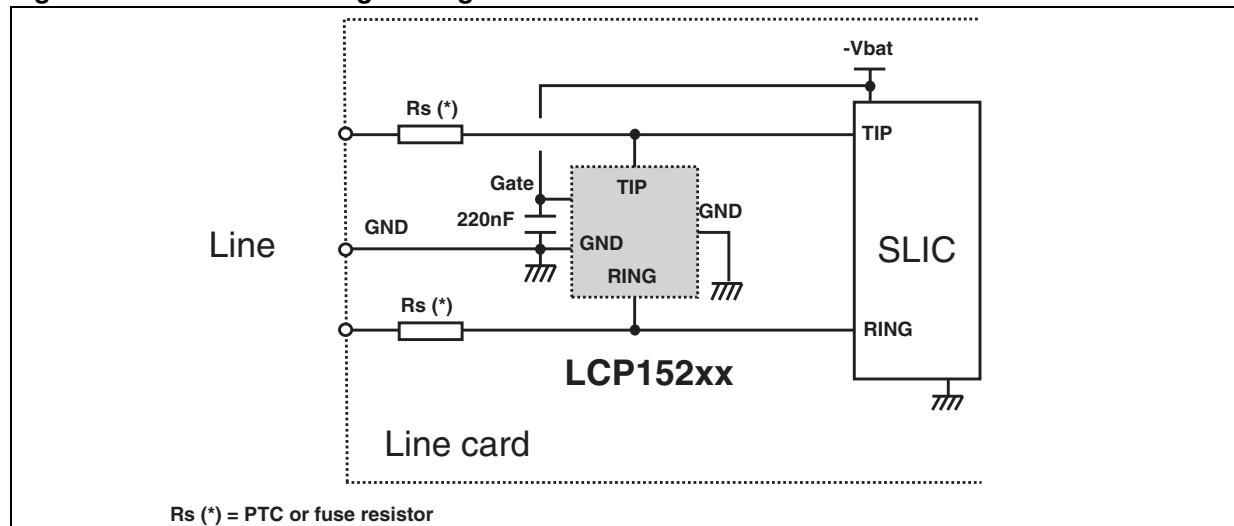 -Vbat
Rs (*)
TIP
Gate
TIP
220nF
GND
GND
GND
Line
SLIC
RING
Rs (*)
RING
LCP152xx
Line card
Rs (*) = PTC or fuse resistor